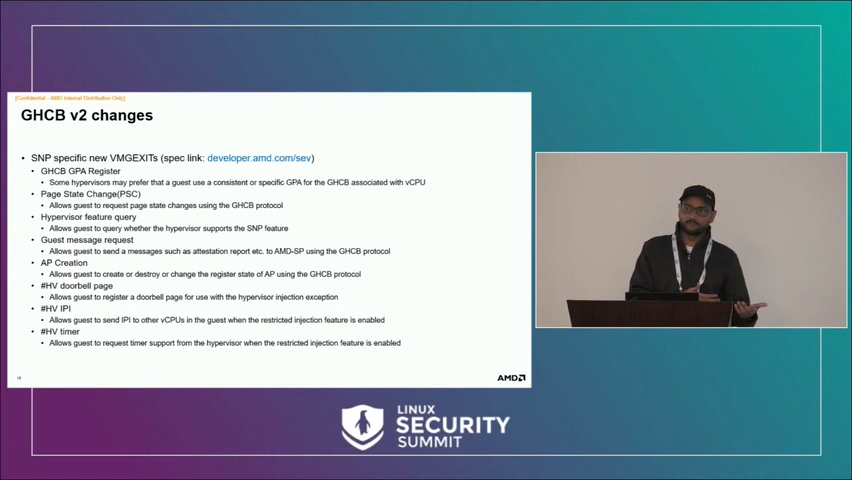 [Confidential - AMD Internal Distribution Only]
GHCB v2 changes
• SNP specific new VMGEXITs (spec link: developer.amd.com/sev)
• GHCB GPA Register
• Some hypervisors may prefer that a guest use a consistent or specific GPA for the GHCB associated with vCPU
• Page State Change(PSC)
• Allows guest to request page state changes using the GHCB protocol
• Hypervisor feature query
• Allows guest to query whether the hypervisor supports the SNP feature
• Guest message request
• Allows guest to send a messages such as attestation report etc. to AMD-SP using the GHCB protocol
• AP Creation
• Allows guest to create or destroy or change the register state of AP using the GHCB protocol
• #HV doorbell page
• Allows guest to register a doorbell page for use with the hypervisor injection exception
• #HV IPI
• Allows guest to send IPI to other vCPUs in the guest when the restricted injection feature is enabled
• #HV timer
• Allows guest to request timer support from the hypervisor when the restricted injection feature is enabled
AMD
LINUX
SECURITY
SUMMIT